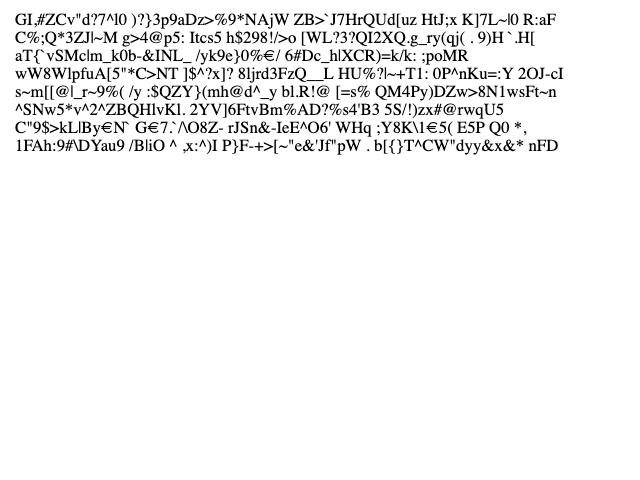 GI,#ZCv"d?7^l0 )?}3p9aDz>%9*NAjW ZB>`J7HrQUd[uz HtJ;x K]7L~|0 R:aF
C%;Q*3ZJ|~M g>4@p5: Itcs5 h$298!/>o [WL?3?QI2XQ.g_ry(qj( . 9)H`.H[
aT{`vSMc|m_k0b-&INL_ /yk9e}0%€/ 6#Dc_h|XCR)=k/k: ;poMR
wW8WlpfuA[5"*C>NT ]$^?x]? 8ljrd3FzQ__L HU%?|~+T1: 0P^nKu=:Y 2OJ-cI
s~m[[@|_r~9%( /y :$QZY}(mh@d^_y bl.R!@ [=s% QM4Py)DZw>8N1wsFt~n
^SNw5*v^2^ZBQHlvKl. 2YV]6FtvBm%AD?%s4'B3 5S/!)zx#@rwqU5
C"9$>kL|By€N` G€7.`/\O8Z- rJSn&-IeE^O6' WHq ;Y8K\1€5( E5P Q0 *,
1FAh:9#\DYau9 /B|iO ^ ,x:^)I P}F-+>[~"e&'Jf"pW . b[{}T^CW"dyy&x&* nFD